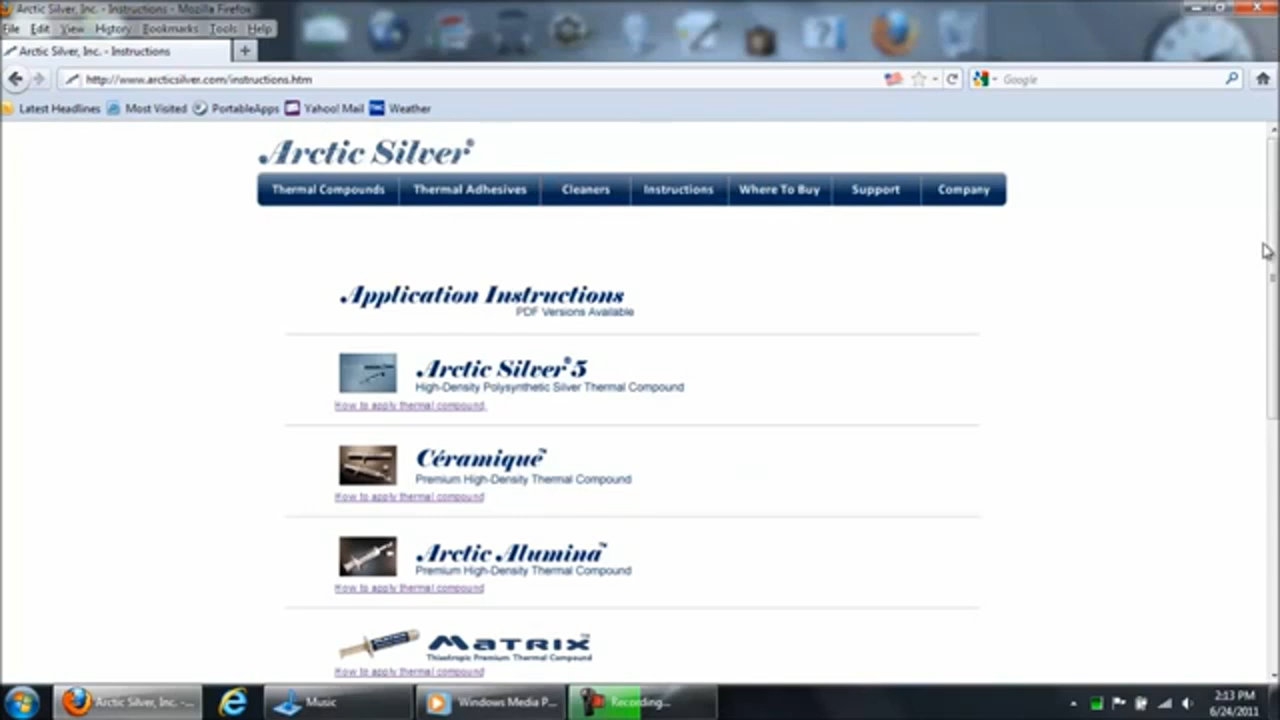 Arctic Silver, Inc. - Instructions - Mozilla Firefox
File Edit View History Bookmarks Tools Help
Arctic Silver, Inc. - Instructions
http://www.arcticsilver.com/instructions.htm
Google
Latest Headlines Most Visited PortableApps Yahoo! Mail Weather
Arctic Silver®
Thermal Compounds Thermal Adhesives Cleaners Instructions Where To Buy Support Company
Application Instructions
PDF Versions Available
Arctic Silver® 5
High-Density Polysynthetic Silver Thermal Compound
How to apply thermal compound.
Céramique™
Premium High-Density Thermal Compound
How to apply thermal compound
Arctic Alumina™
Premium High-Density Thermal Compound
How to apply thermal compound
Matrix™
Thixotropic Premium Thermal Compound
How to apply thermal compound
Arctic Silver, Inc. -... Music Windows Media P... Recording... 2:13 PM
6/24/2011